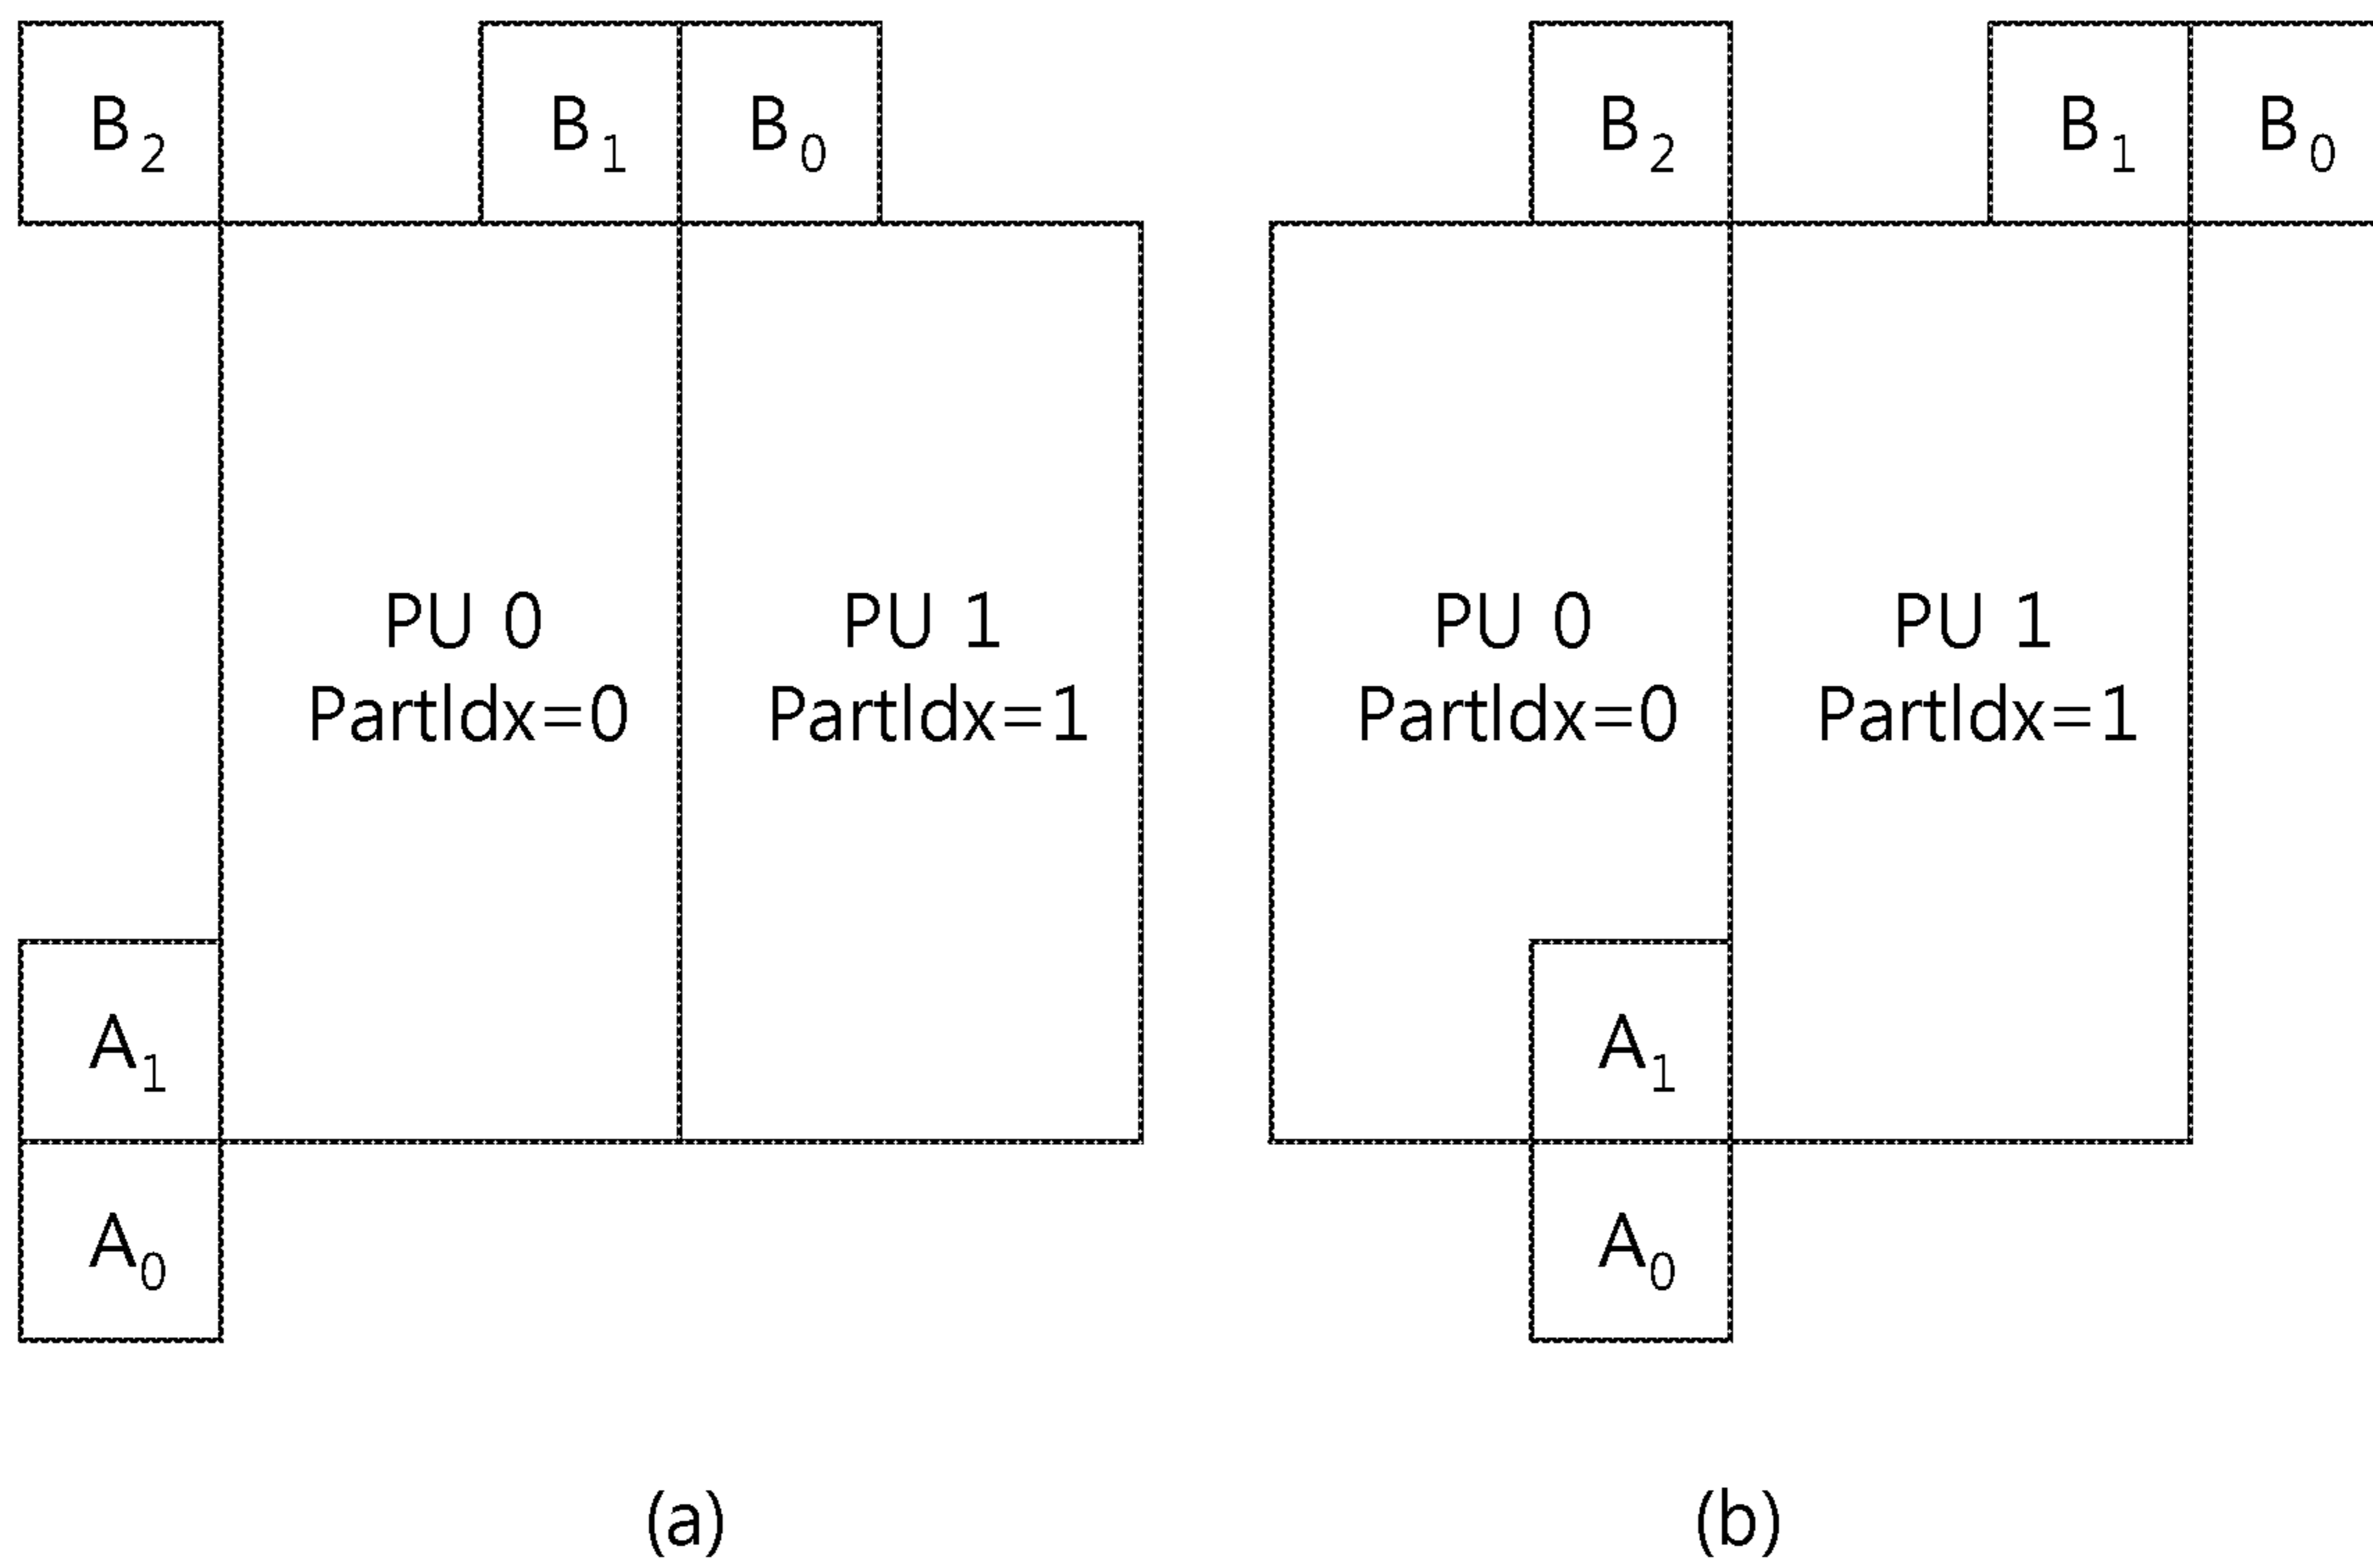 B₂
B₁
B₀
PU 0
PartIdx=0
PU 1
PartIdx=1
A₁
A₀
(a)
B₂
B₁
B₀
PU 0
PartIdx=0
PU 1
PartIdx=1
A₁
A₀
(b)